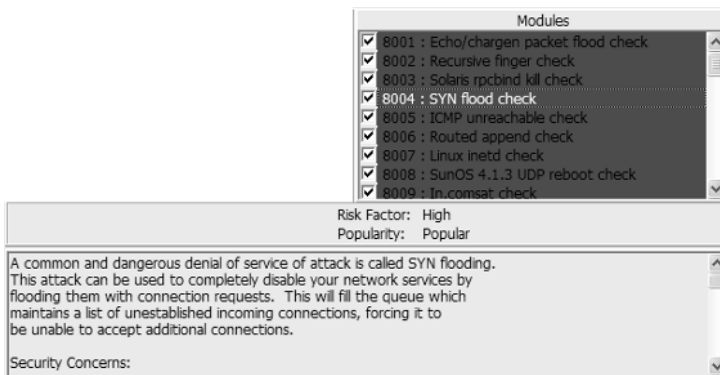 Modules
8001 : Echo/chargen packet flood check
8002 : Recursive finger check
8003 : Solaris rpcbind kill check
8004 : SYN flood check
8005 : ICMP unreachable check
8006 : Routed append check
8007 : Linux inetd check
8008 : SunOS 4.1.3 UDP reboot check
8009 : In.comsat check
Risk Factor: High
Popularity: Popular
A common and dangerous denial of service of attack is called SYN flooding.
This attack can be used to completely disable your network services by
flooding them with connection requests. This will fill the queue which
maintains a list of unestablished incoming connections, forcing it to
be unable to accept additional connections.
Security Concerns: